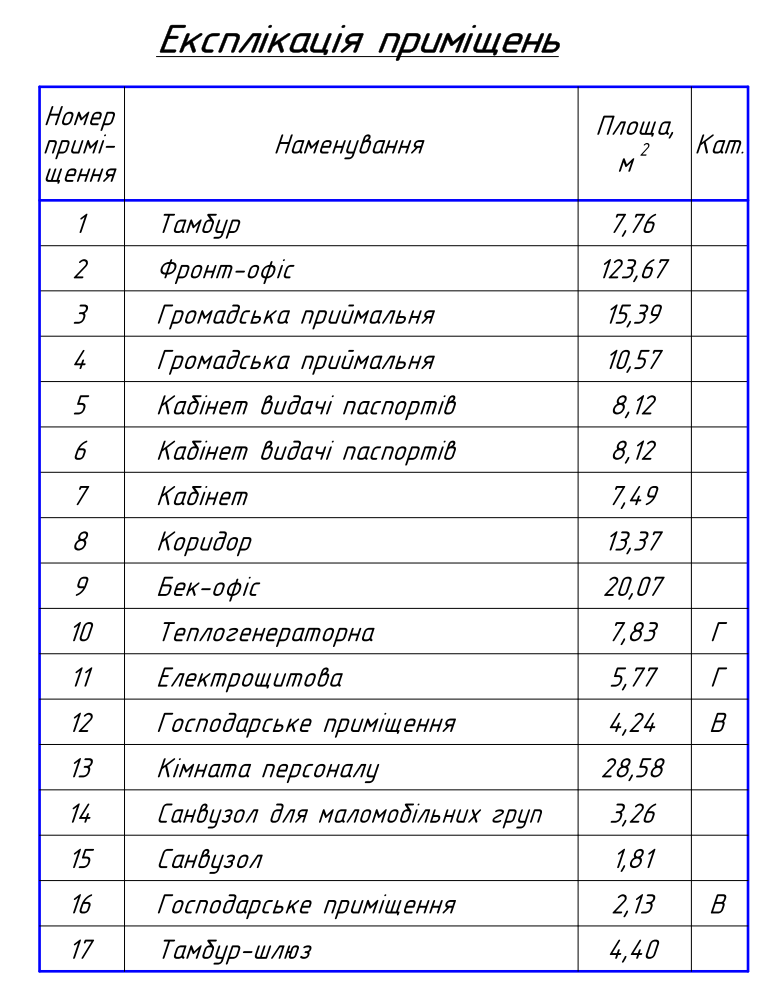 Експлікація приміщень
Номер примі- щення Наменування Площа, м² Кат.
1 Тамбур 7,76
2 Фронт-офіс 123,67
3 Громадська приймальня 15,39
4 Громадська приймальня 10,57
5 Кабінет видачі паспортів 8,12
6 Кабінет видачі паспортів 8,12
7 Кабінет 7,49
8 Коридор 13,37
9 Бек-офіс 20,07
10 Теплогенераторна 7,83 Г
11 Електрощитова 5,77 Г
12 Господарське приміщення 4,24 В
13 Кімната персоналу 28,58
14 Санвузол для маломобільних груп 3,26
15 Санвузол 1,81
16 Господарське приміщення 2,13 В
17 Тамбур-шлюз 4,40